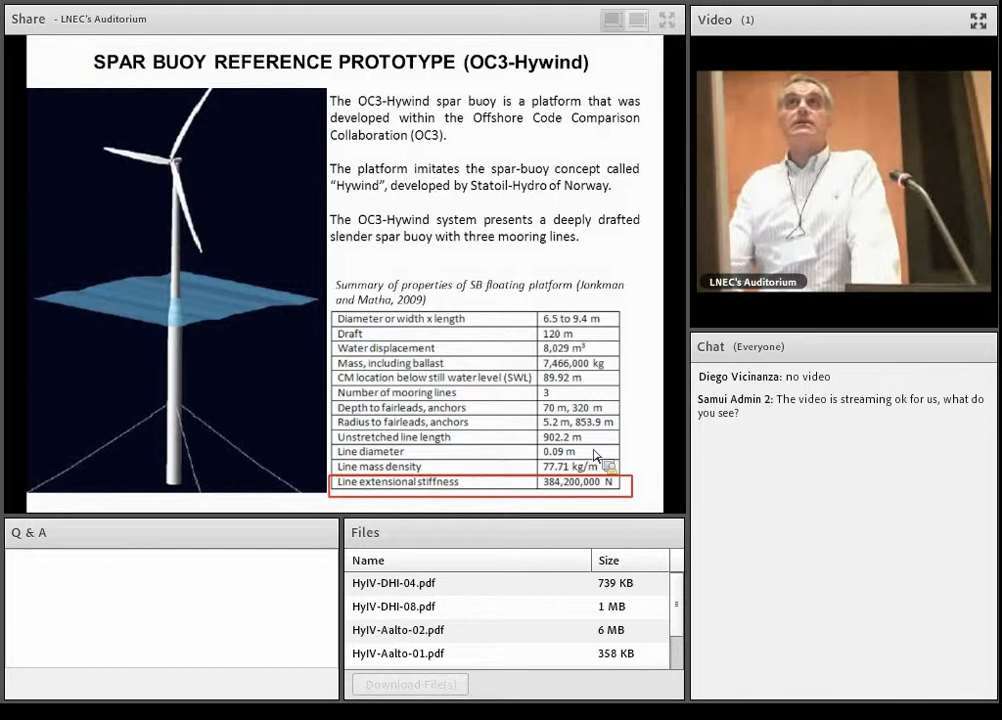 Share - LNEC's Auditorium
SPAR BUOY REFERENCE PROTOTYPE (OC3-Hywind)
The OC3-Hywind spar buoy is a platform that was
developed within the Offshore Code Comparison
Collaboration (OC3).
The platform imitates the spar-buoy concept called
“Hywind”, developed by Statoil-Hydro of Norway.
The OC3-Hywind system presents a deeply drafted
slender spar buoy with three mooring lines.
Summary of properties of SB floating platform (Jonkman
and Matha, 2009)
Diameter or width x length 6.5 to 9.4 m
Draft 120 m
Water displacement 8,029 m³
Mass, including ballast 7,466,000 kg
CM location below still water level (SWL) 89.92 m
Number of mooring lines 3
Depth to fairleads, anchors 70 m, 320 m
Radius to fairleads, anchors 5.2 m, 853.9 m
Unstretched line length 902.2 m
Line diameter 0.09 m
Line mass density 77.71 kg/m
Line extensional stiffness 384,200,000 N
Video (1)
LNEC's Auditorium
Chat (Everyone)
Diego Vicinanza: no video
Samui Admin 2: The video is streaming ok for us, what do
you see?
Q & A
Files
Name Size
HyIV-DHI-04.pdf 739 KB
HyIV-DHI-08.pdf 1 MB
HyIV-Aalto-02.pdf 6 MB
HyIV-Aalto-01.pdf 358 KB
Download File(s)